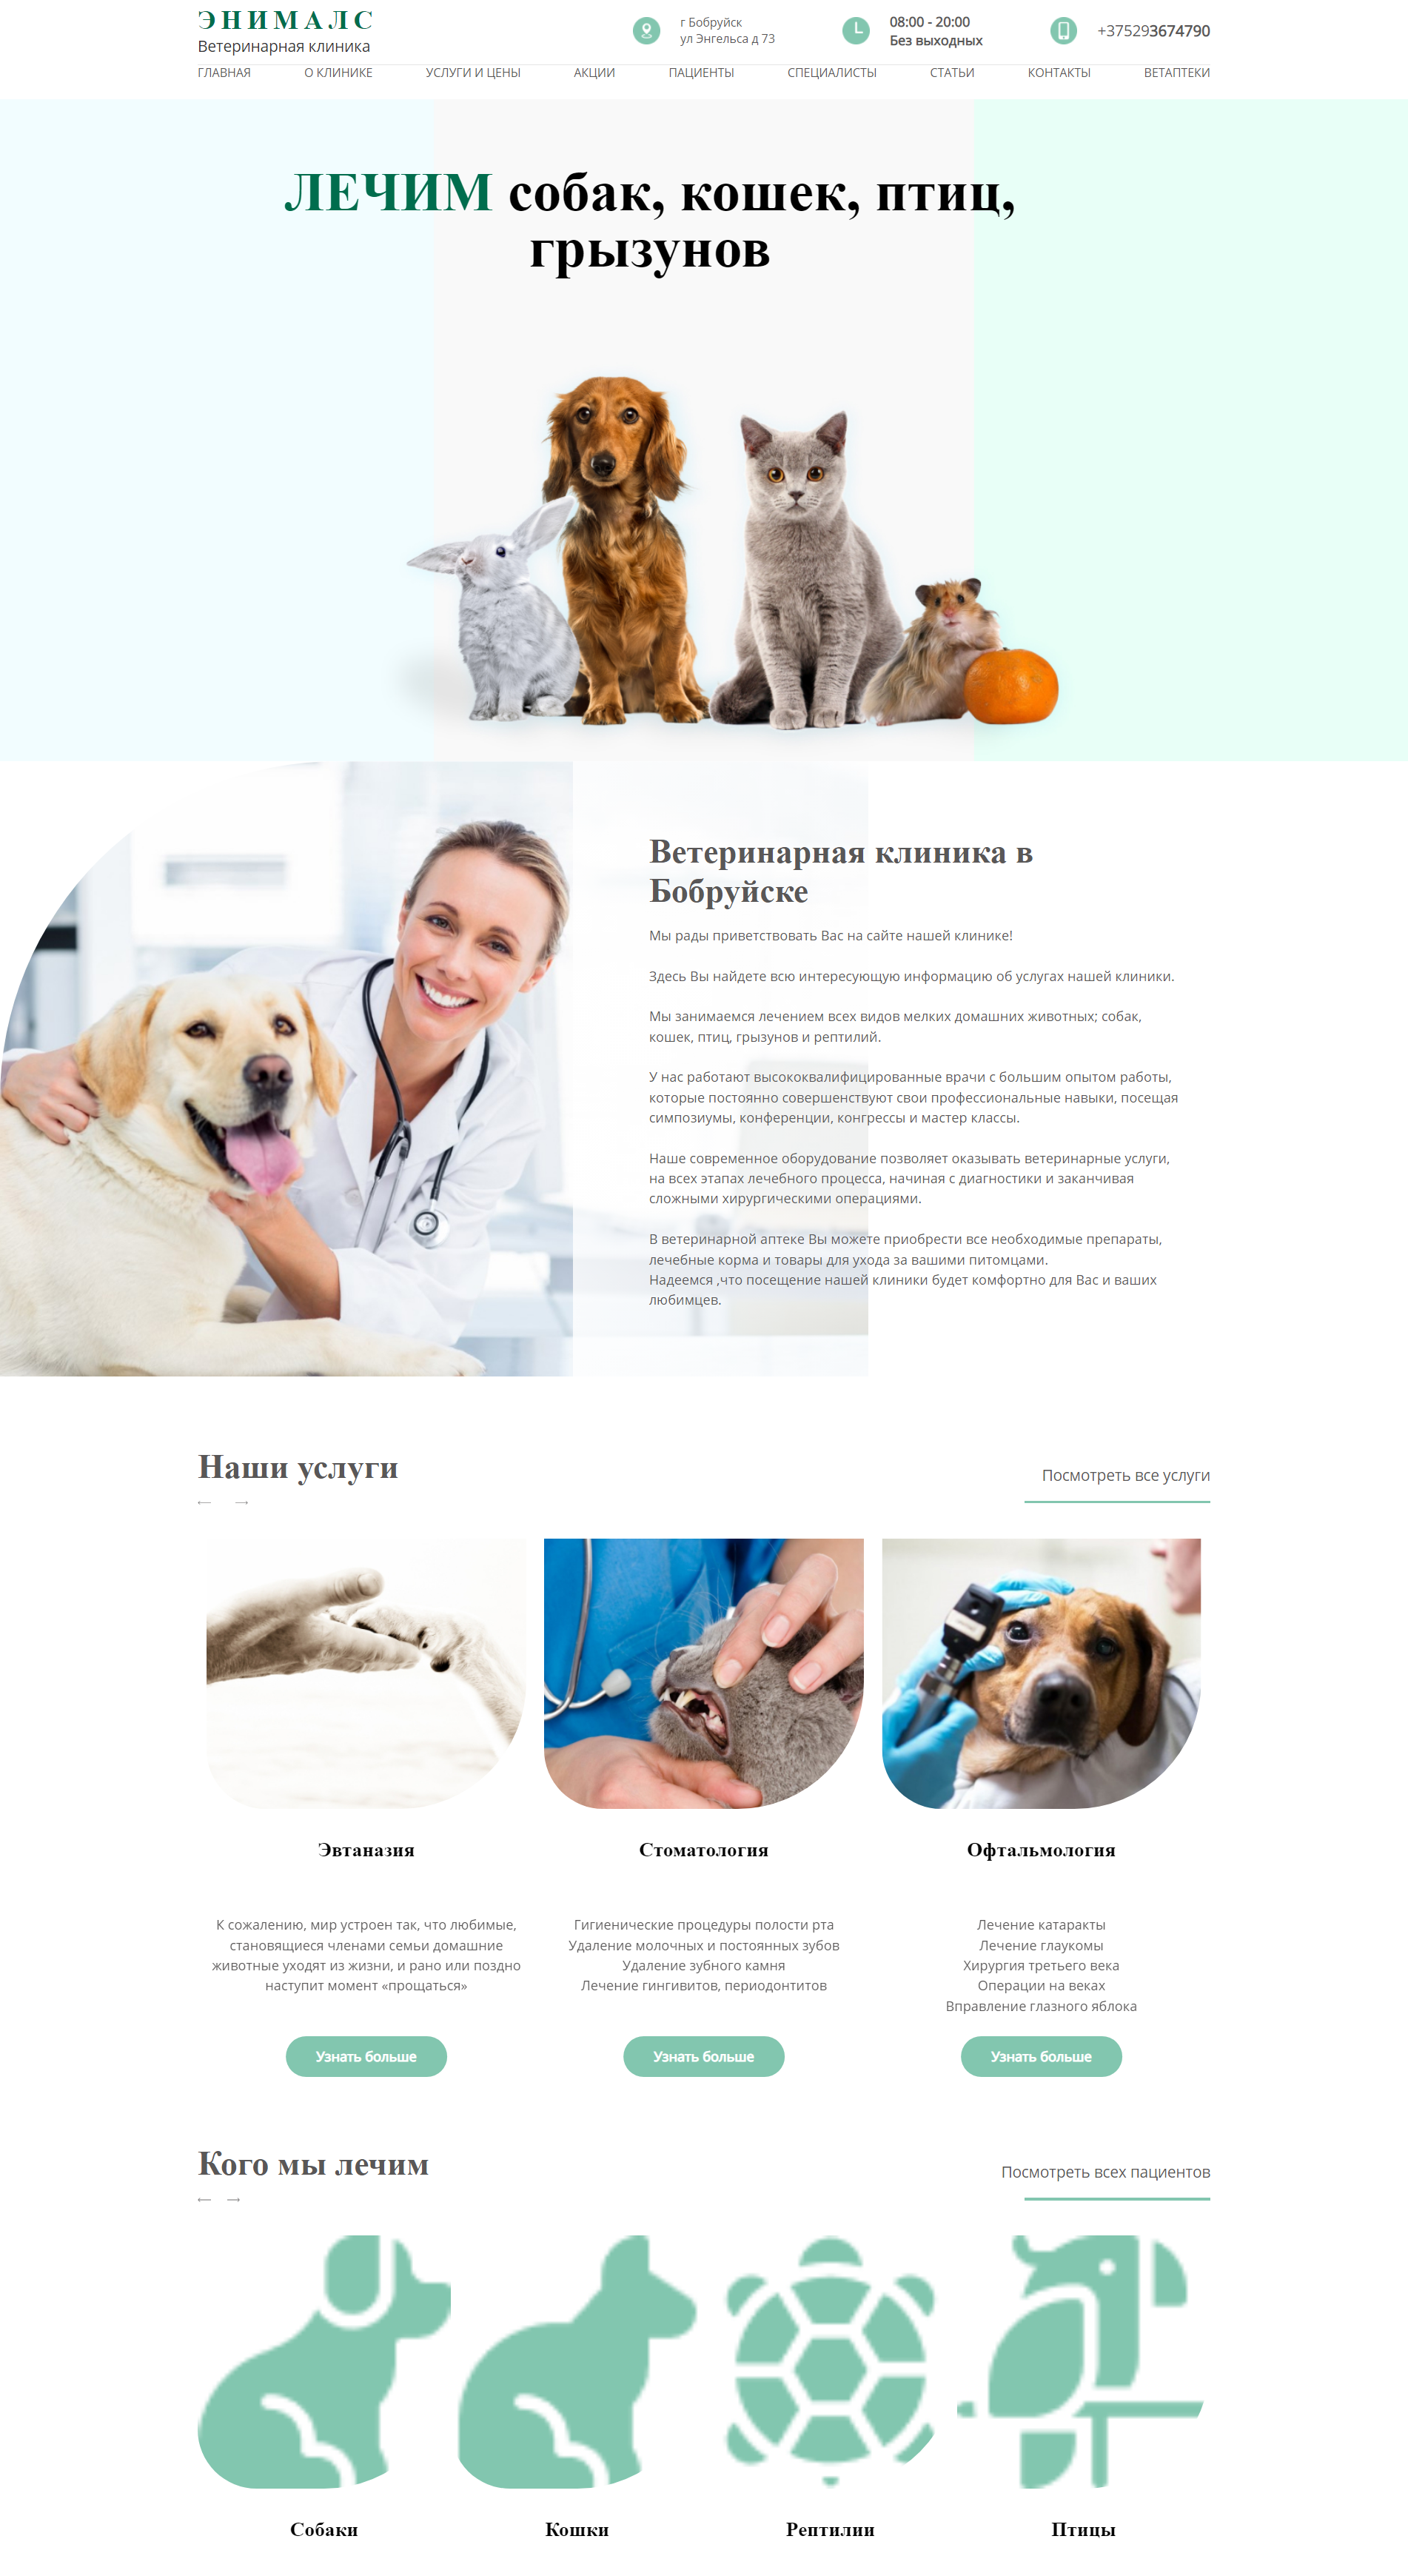 ЭНИМАЛС
Ветеринарная клиника
г Бобруйск
ул Энгельса д 73
08:00 - 20:00
Без выходных
+375293674790
ГЛАВНАЯ
О КЛИНИКЕ
УСЛУГИ И ЦЕНЫ
АКЦИИ
ПАЦИЕНТЫ
СПЕЦИАЛИСТЫ
СТАТЬИ
КОНТАКТЫ
ВЕТАПТЕКИ
ЛЕЧИМ собак, кошек, птиц,
грызунов
Ветеринарная клиника в
Бобруйске
Мы рады приветствовать Вас на сайте нашей клинике!
Здесь Вы найдете всю интересующую информацию об услугах нашей клиники.
Мы занимаемся лечением всех видов мелких домашних животных; собак,
кошек, птиц, грызунов и рептилий.
У нас работают высококвалифицированные врачи с большим опытом работы,
которые постоянно совершенствуют свои профессиональные навыки, посещая
симпозиумы, конференции, конгрессы и мастер классы.
Наше современное оборудование позволяет оказывать ветеринарные услуги,
на всех этапах лечебного процесса, начиная с диагностики и заканчивая
сложными хирургическими операциями.
В ветеринарной аптеке Вы можете приобрести все необходимые препараты,
лечебные корма и товары для ухода за вашими питомцами.
Надеемся ,что посещение нашей клиники будет комфортно для Вас и ваших
любимцев.
Наши услуги
Посмотреть все услуги
Эвтаназия
К сожалению, мир устроен так, что любимые,
становящиеся членами семьи домашние
животные уходят из жизни, и рано или поздно
наступит момент «прощаться»
Узнать больше
Стоматология
Гигиенические процедуры полости рта
Удаление молочных и постоянных зубов
Удаление зубного камня
Лечение гингивитов, периодонтитов
Узнать больше
Офтальмология
Лечение катаракты
Лечение глаукомы
Хирургия третьего века
Операции на веках
Вправление глазного яблока
Узнать больше
Кого мы лечим
Посмотреть всех пациентов
Собаки
Кошки
Рептилии
Птицы